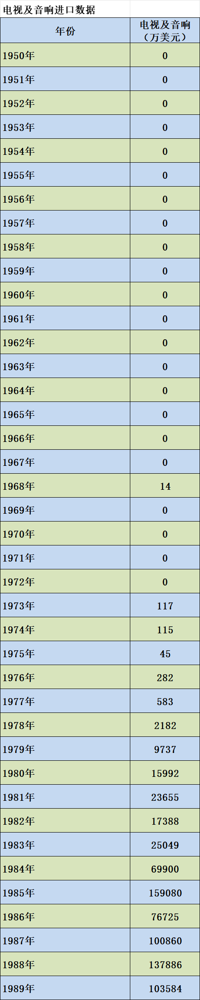 电视及音响进口数据
年份 电视及音响
（万美元）
1950年 0
1951年 0
1952年 0
1953年 0
1954年 0
1955年 0
1956年 0
1957年 0
1958年 0
1959年 0
1960年 0
1961年 0
1962年 0
1963年 0
1964年 0
1965年 0
1966年 0
1967年 0
1968年 14
1969年 0
1970年 0
1971年 0
1972年 0
1973年 117
1974年 115
1975年 45
1976年 282
1977年 583
1978年 2182
1979年 9737
1980年 15992
1981年 23655
1982年 17388
1983年 25049
1984年 69900
1985年 159080
1986年 76725
1987年 100860
1988年 137886
1989年 103584